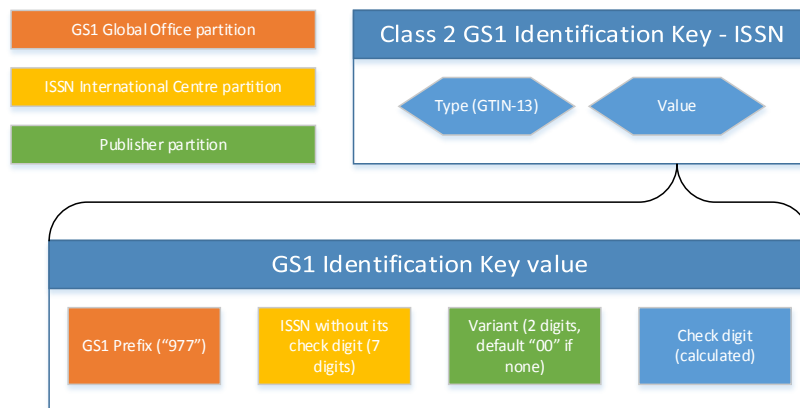 GS1 Global Office partition
ISSN International Centre partition
Publisher partition
Class 2 GS1 Identification Key - ISSN
Type (GTIN-13)
Value
GS1 Identification Key value
GS1 Prefix (“977”)
ISSN without its
check digit (7
digits)
Variant (2 digits,
default “00” if
none)
Check digit
(calculated)